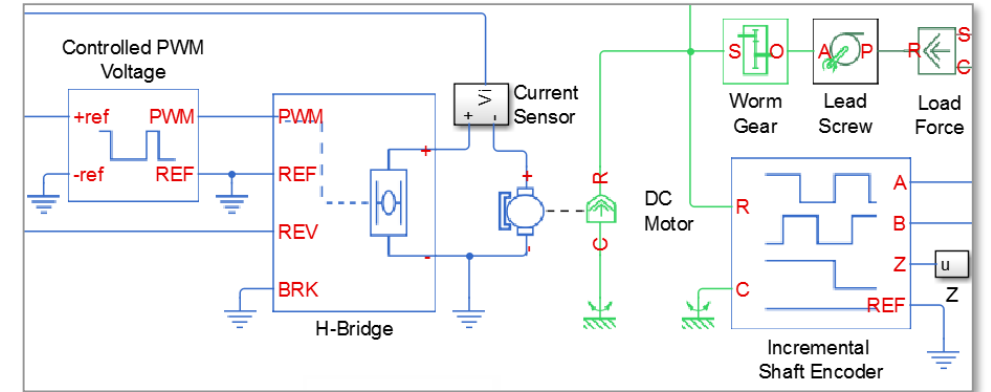 Controlled PWM
Voltage
+ref
PWM
-ref
REF
PWM
REF
REV
BRK
+
-
H-Bridge
Vi
+ -
Current
Sensor
+
-
R
C
DC
Motor
S O
Worm
Gear
A P
Lead
Screw
R
S
C
Load
Force
R
C
A
B
Z
REF
Incremental
Shaft Encoder
u
Z